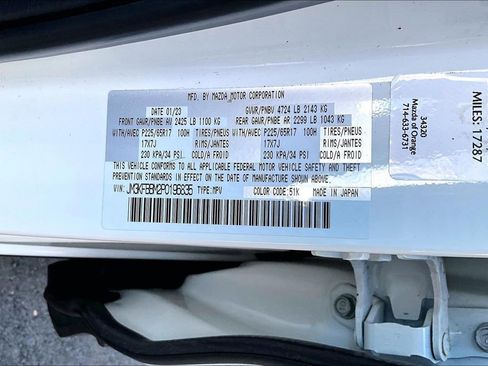 MFD. BY MAZDA MOTOR CORPORATION
DATE 01/23 GVUR/PNBV 4724 LB 2143 KG
FRONT GAUR/PNBE AV 2425 LB 1100 KG REAR GAUR/PNBE AR 2299 LB 1043 KG
WITH/AVEC P225/65R17 100H TIRES/PNEUS WITH/AVEC P225/65R17 100H TIRES/PNEUS
17X7J RIMS/JANTES 17X7J RIMS/JANTES
230 KPA/34 PSI. COLD/A FROID 230 KPA/34 PSI. COLD/A FROID
THIS VEHICLE CONFORMS TO ALL APPLICABLE FEDERAL MOTOR VEHICLE SAFETY AND THEFT
PREVENTION STANDARDS IN EFFECT ON THE DATE OF MANUFACTURE SHOWN ABOVE.
VIN: JM3KFBBM2P0196835 TYPE:MPV COLOR CODE: 51K MADE IN JAPAN
34320
Mazda of Orange
714-633-6731
MILES: 17287